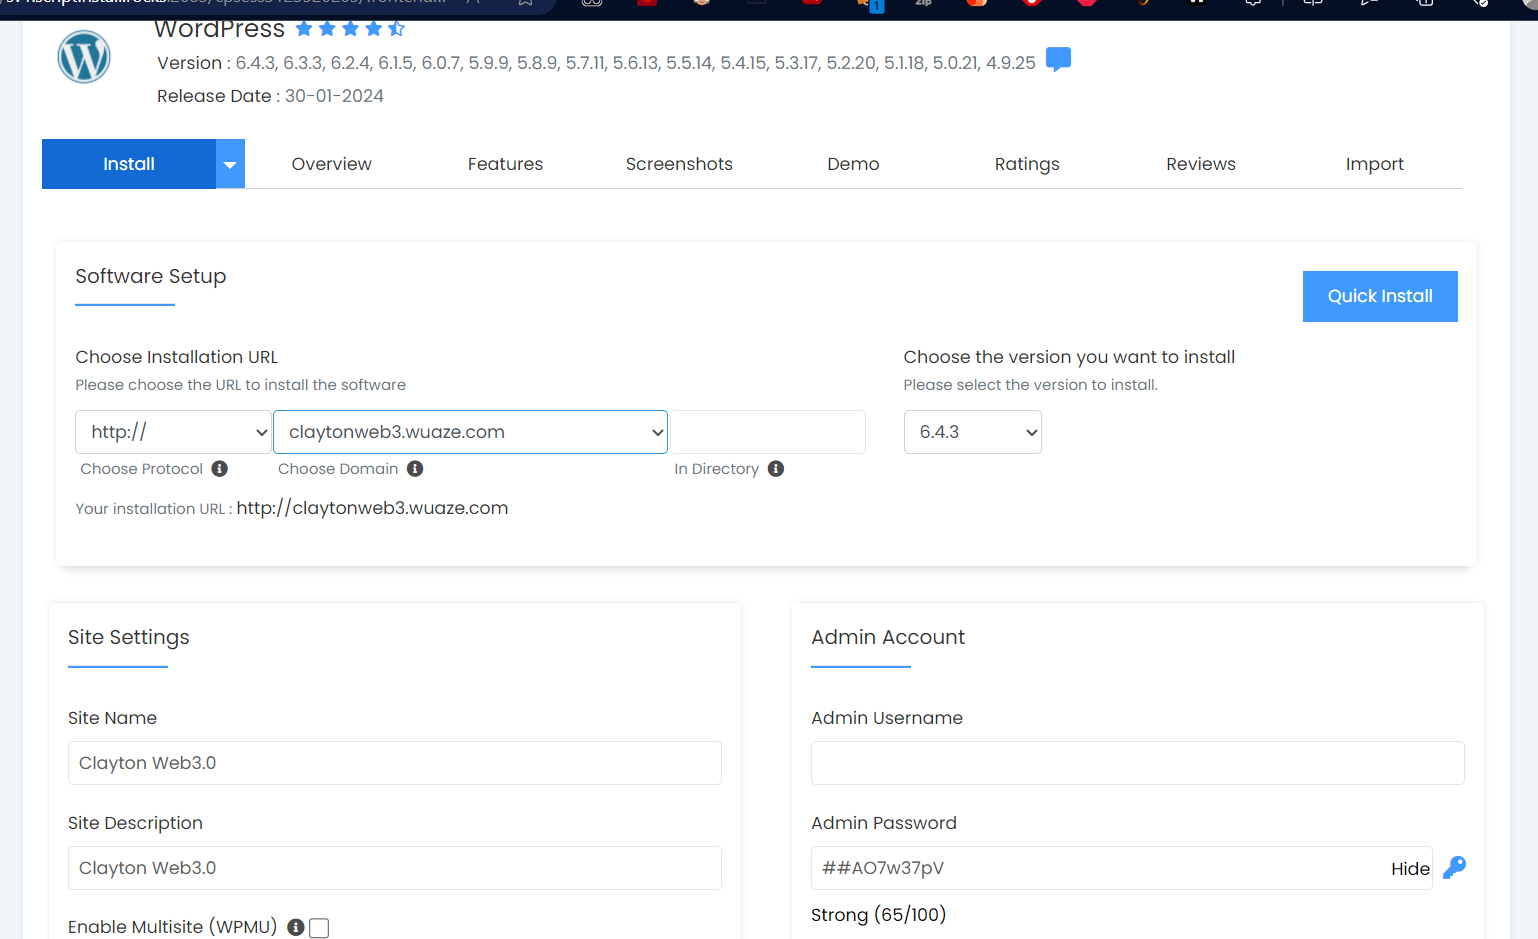 WordPress
Version : 6.4.3, 6.3.3, 6.2.4, 6.1.5, 6.0.7, 5.9.9, 5.8.9, 5.7.11, 5.6.13, 5.5.14, 5.4.15, 5.3.17, 5.2.20, 5.1.18, 5.0.21, 4.9.25
Release Date : 30-01-2024
Install Overview Features Screenshots Demo Ratings Reviews Import
Software Setup
Quick Install
Choose Installation URL
Please choose the URL to install the software
http:// claytonweb3.wuaze.com
Choose Protocol Choose Domain In Directory
Your installation URL : http://claytonweb3.wuaze.com
Choose the version you want to install
Please select the version to install.
6.4.3
Site Settings
Site Name
Clayton Web3.0
Site Description
Clayton Web3.0
Enable Multisite (WPMU)
Admin Account
Admin Username
Admin Password
##AO7w37pV Hide
Strong (65/100)